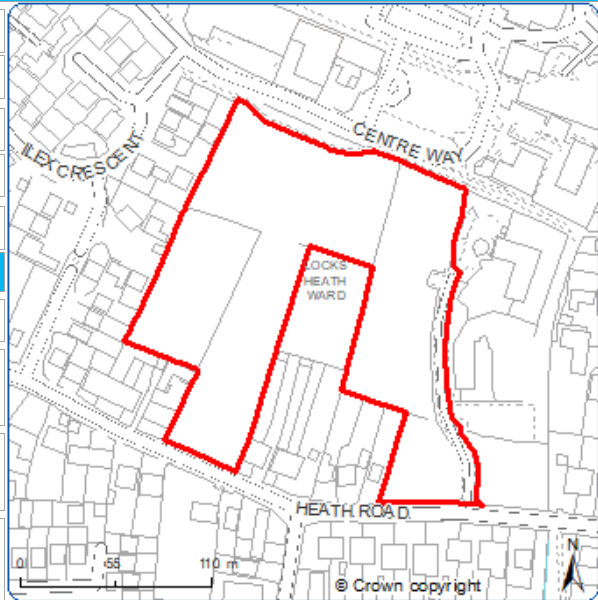 CENTRE WAY
ILEX CRESCENT
LOCKS
HEATH
WARD
HEATH ROAD
0 55 110 m
N
© Crown copyright